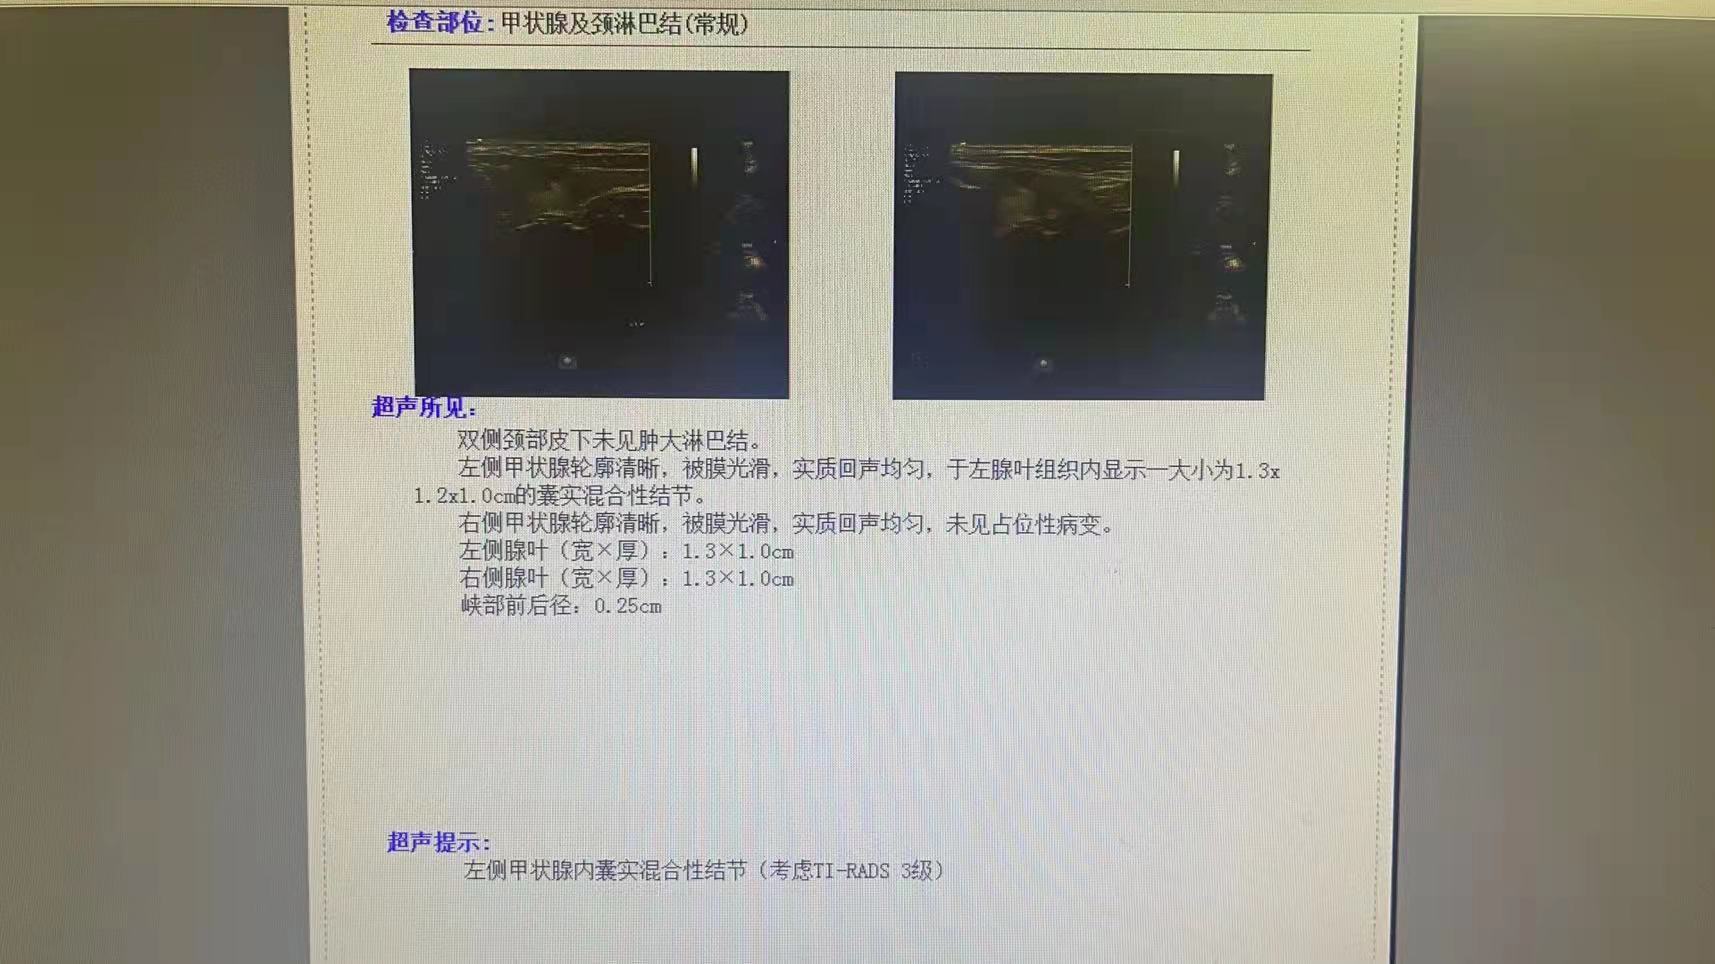 检查部位:甲状腺及颈淋巴结(常规)
超声所见:
双侧颈部皮下未见肿大淋巴结。
左侧甲状腺轮廓清晰，被膜光滑，实质回声均匀，于左腺叶组织内显示一大小为1.3x
1.2x1.0cm的囊实混合性结节。
右侧甲状腺轮廓清晰，被膜光滑，实质回声均匀，未见占位性病变。
左侧腺叶（宽×厚）: 1.3×1.0cm
右侧腺叶（宽×厚）: 1.3×1.0cm
峡部前后径: 0.25cm
超声提示:
左侧甲状腺内囊实混合性结节（考虑TI-RADS 3级）